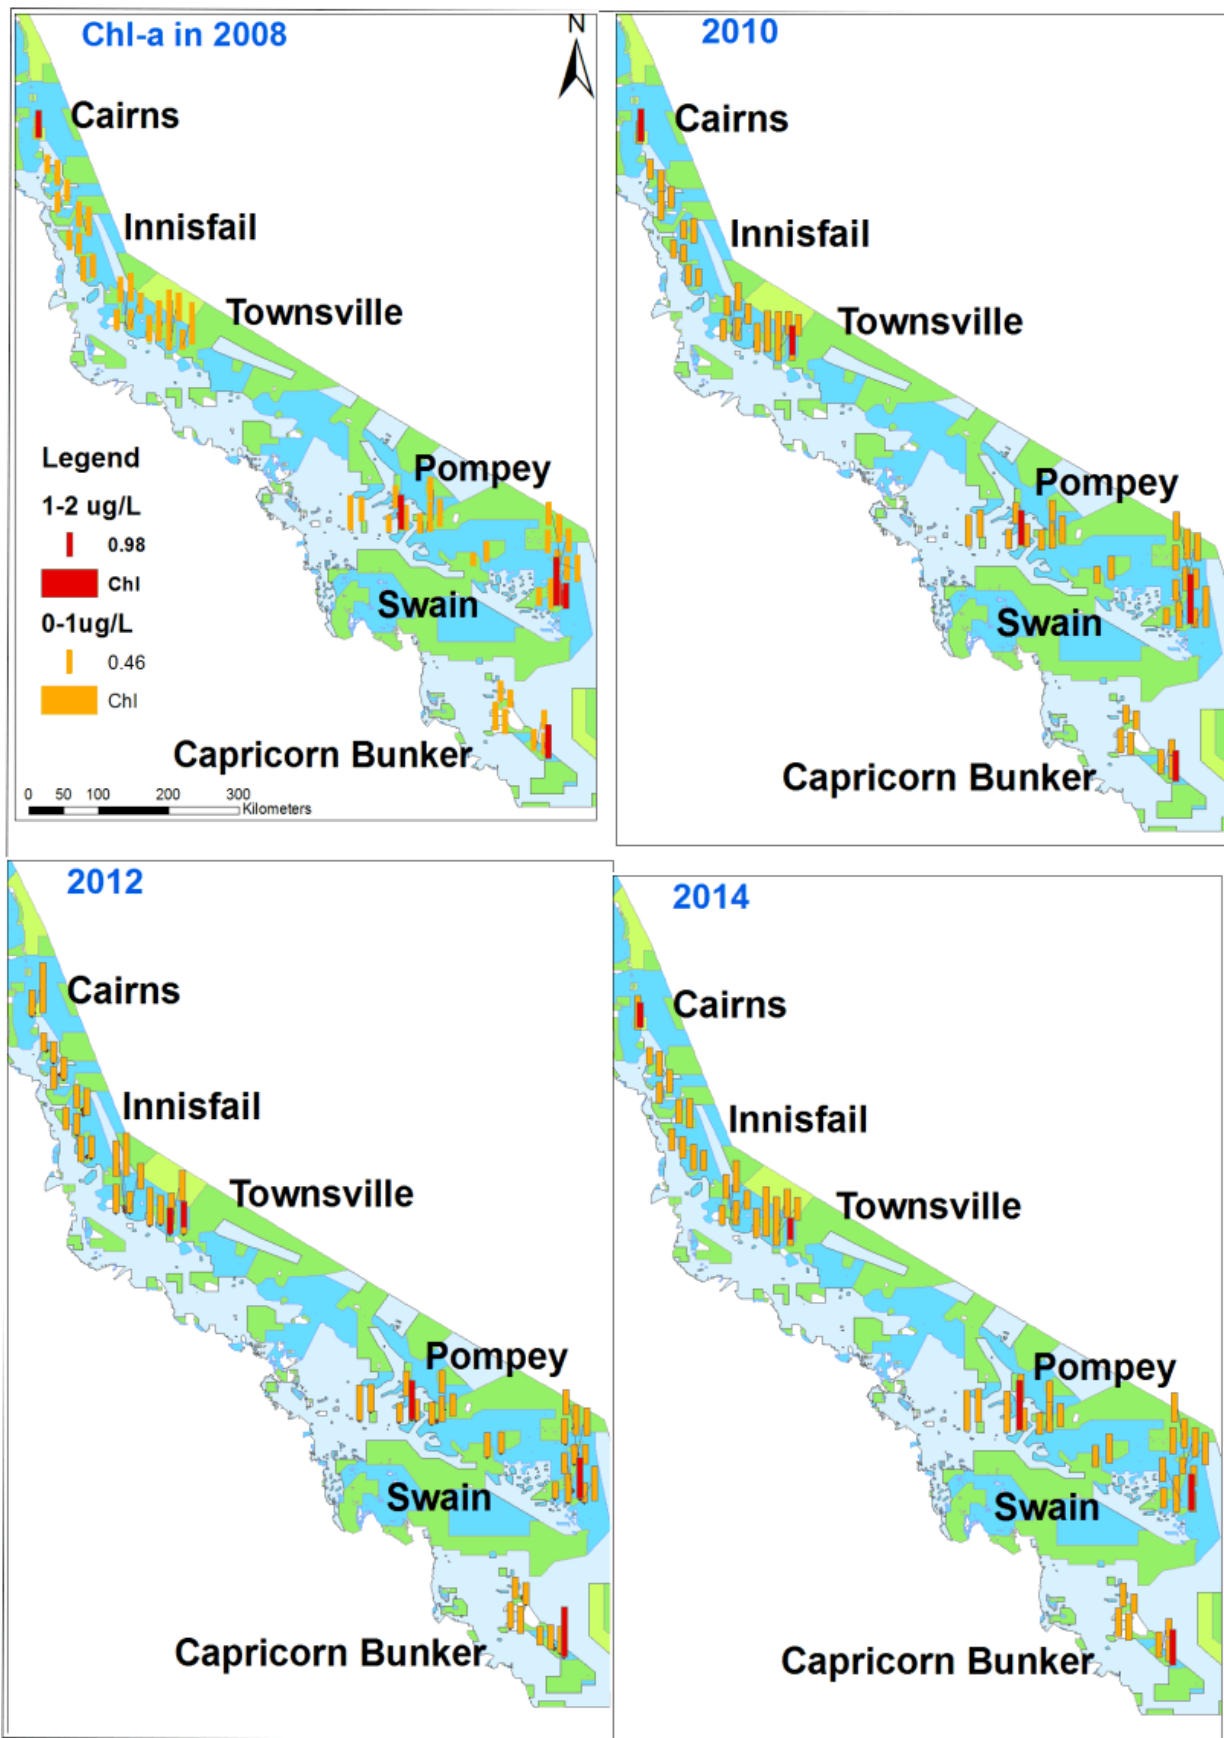 Chl-a in 2008
N
Cairns
Innisfail
Townsville
Pompey
Legend
1-2 ug/L
0.98
Chl
0-1ug/L
0.46
Chl
Swain
Capricorn Bunker
0 50 100 200 300
Kilometers
2010
Cairns
Innisfail
Townsville
Pompey
Swain
Capricorn Bunker
2012
Cairns
Innisfail
Townsville
Pompey
Swain
Capricorn Bunker
2014
Cairns
Innisfail
Townsville
Pompey
Swain
Capricorn Bunker